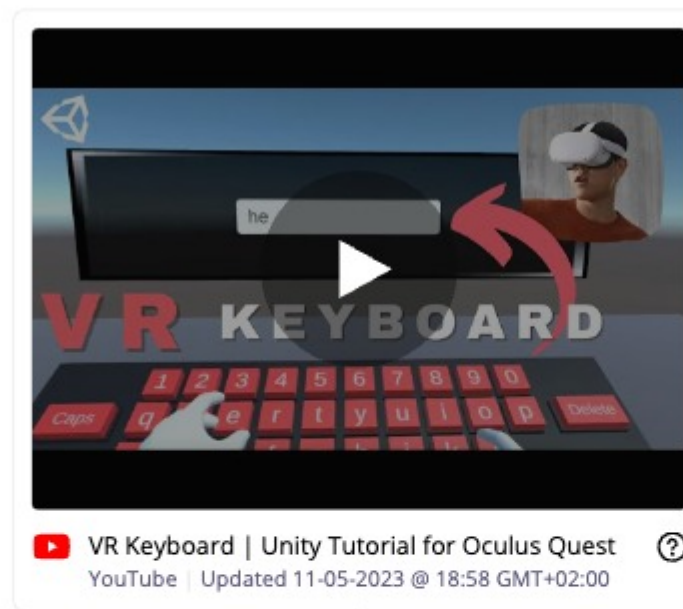 he
VR KEYBOARD
1 2 3 4 5 6 7 8 9 0
Caps q e r t y u i o p Delete
VR Keyboard | Unity Tutorial for Oculus Quest
YouTube | Updated 11-05-2023 @ 18:58 GMT+02:00